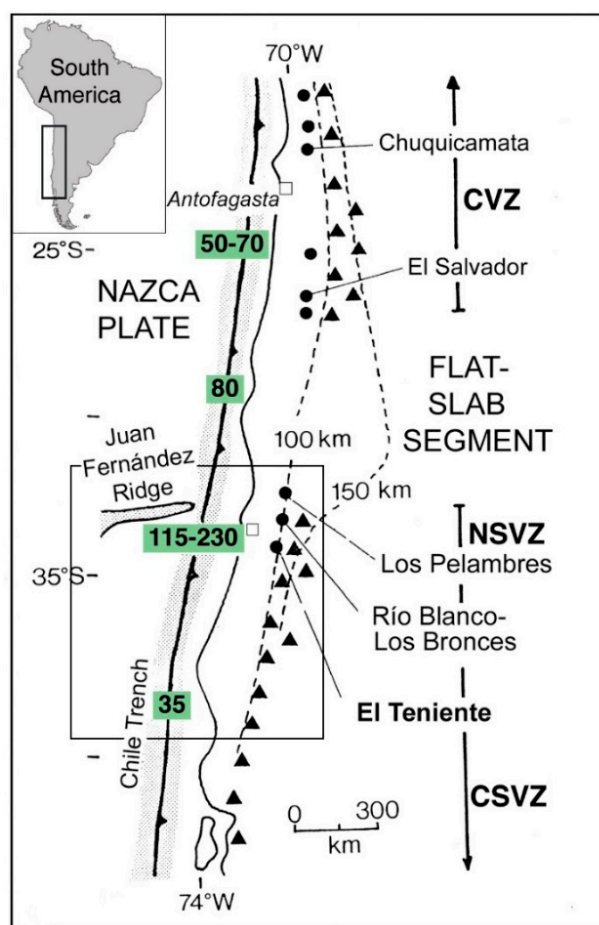 South
America
70°W
Chuquicamata
Antofagasta
CVZ
25°S
50-70
El Salvador
NAZCA
PLATE
FLAT-
SLAB
SEGMENT
80
Juan
Fernández
Ridge
100 km
150 km
115-230
NSVZ
Los Pelambres
35°S
Río Blanco-
Los Bronces
El Teniente
35
Chile Trench
CSVZ
0 300
km
74°W